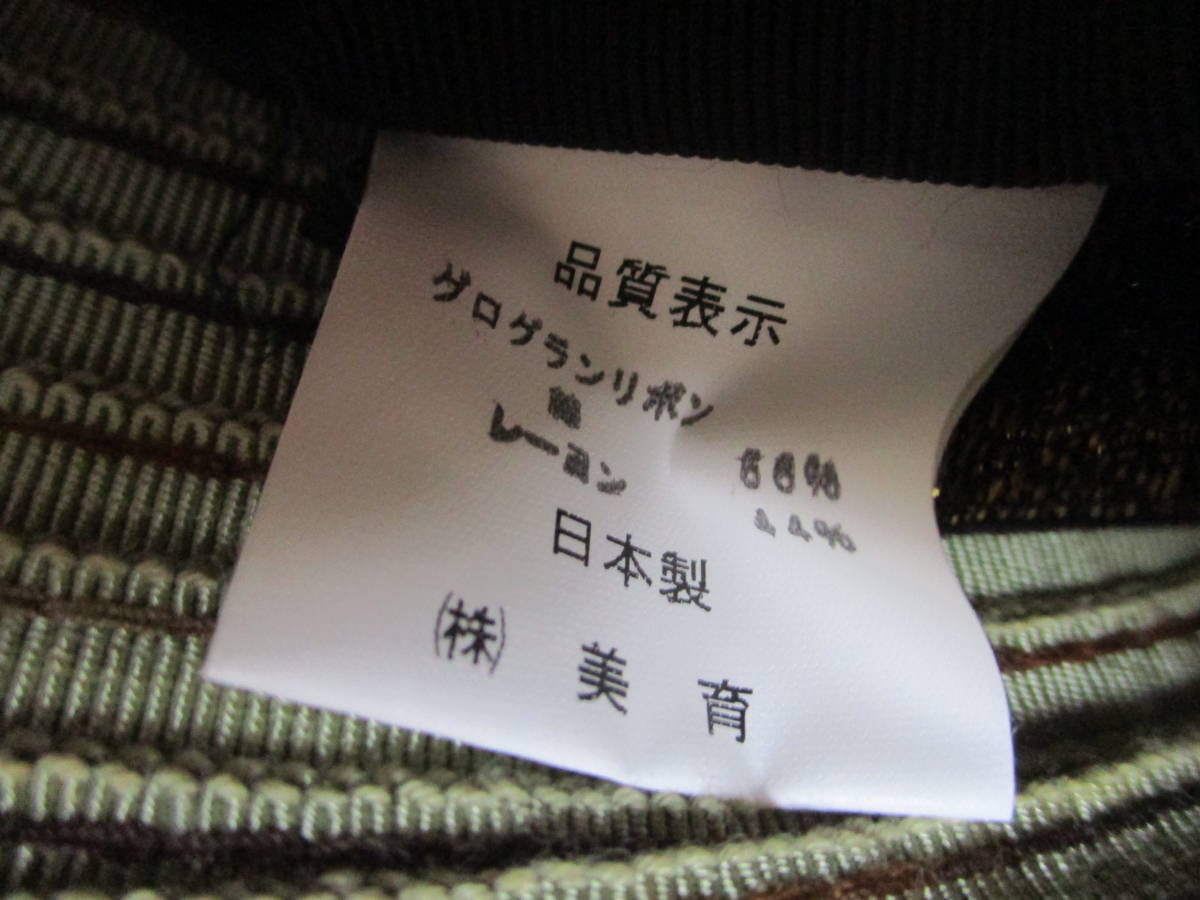 品質表示
グログランリボン
綿 66%
レーヨン
日本製
㈱ 美育